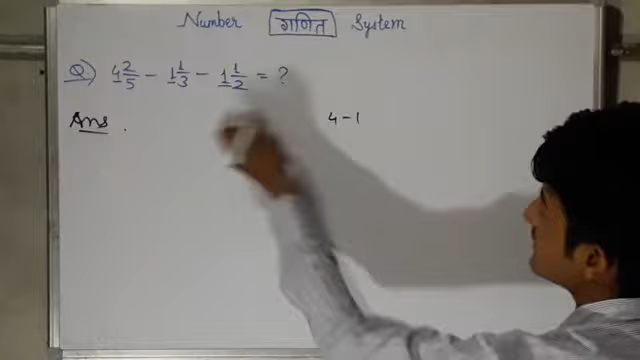 Number गणित System
Q.) 4 2/5 - 1 1/3 - 1 1/2 = ?
Ans. 4-1